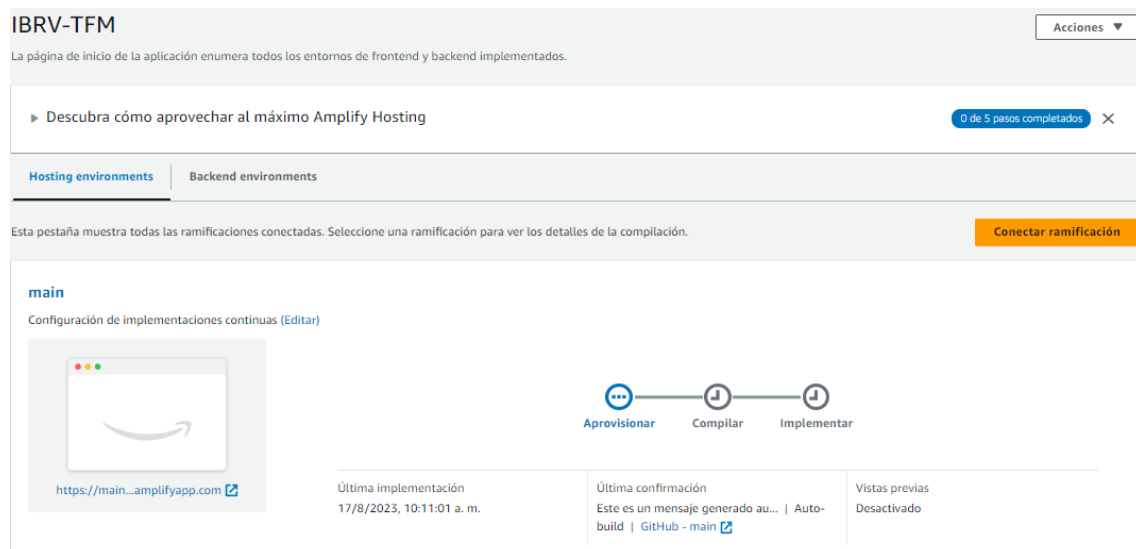 IBRV-TFM
Acciones
La página de inicio de la aplicación enumera todos los entornos de frontend y backend implementados.
Descubra cómo aprovechar al máximo Amplify Hosting
0 de 5 pasos completados
Hosting environments
Backend environments
Esta pestaña muestra todas las ramificaciones conectadas. Seleccione una ramificación para ver los detalles de la compilación.
Conectar ramificación
main
Configuración de implementaciones continuas (Editar)
Aprovisionar
Compilar
Implementar
https://main...amplifyapp.com
Última implementación
17/8/2023, 10:11:01 a. m.
Última confirmación
Este es un mensaje generado au... | Auto-
build | GitHub - main
Vistas previas
Desactivado